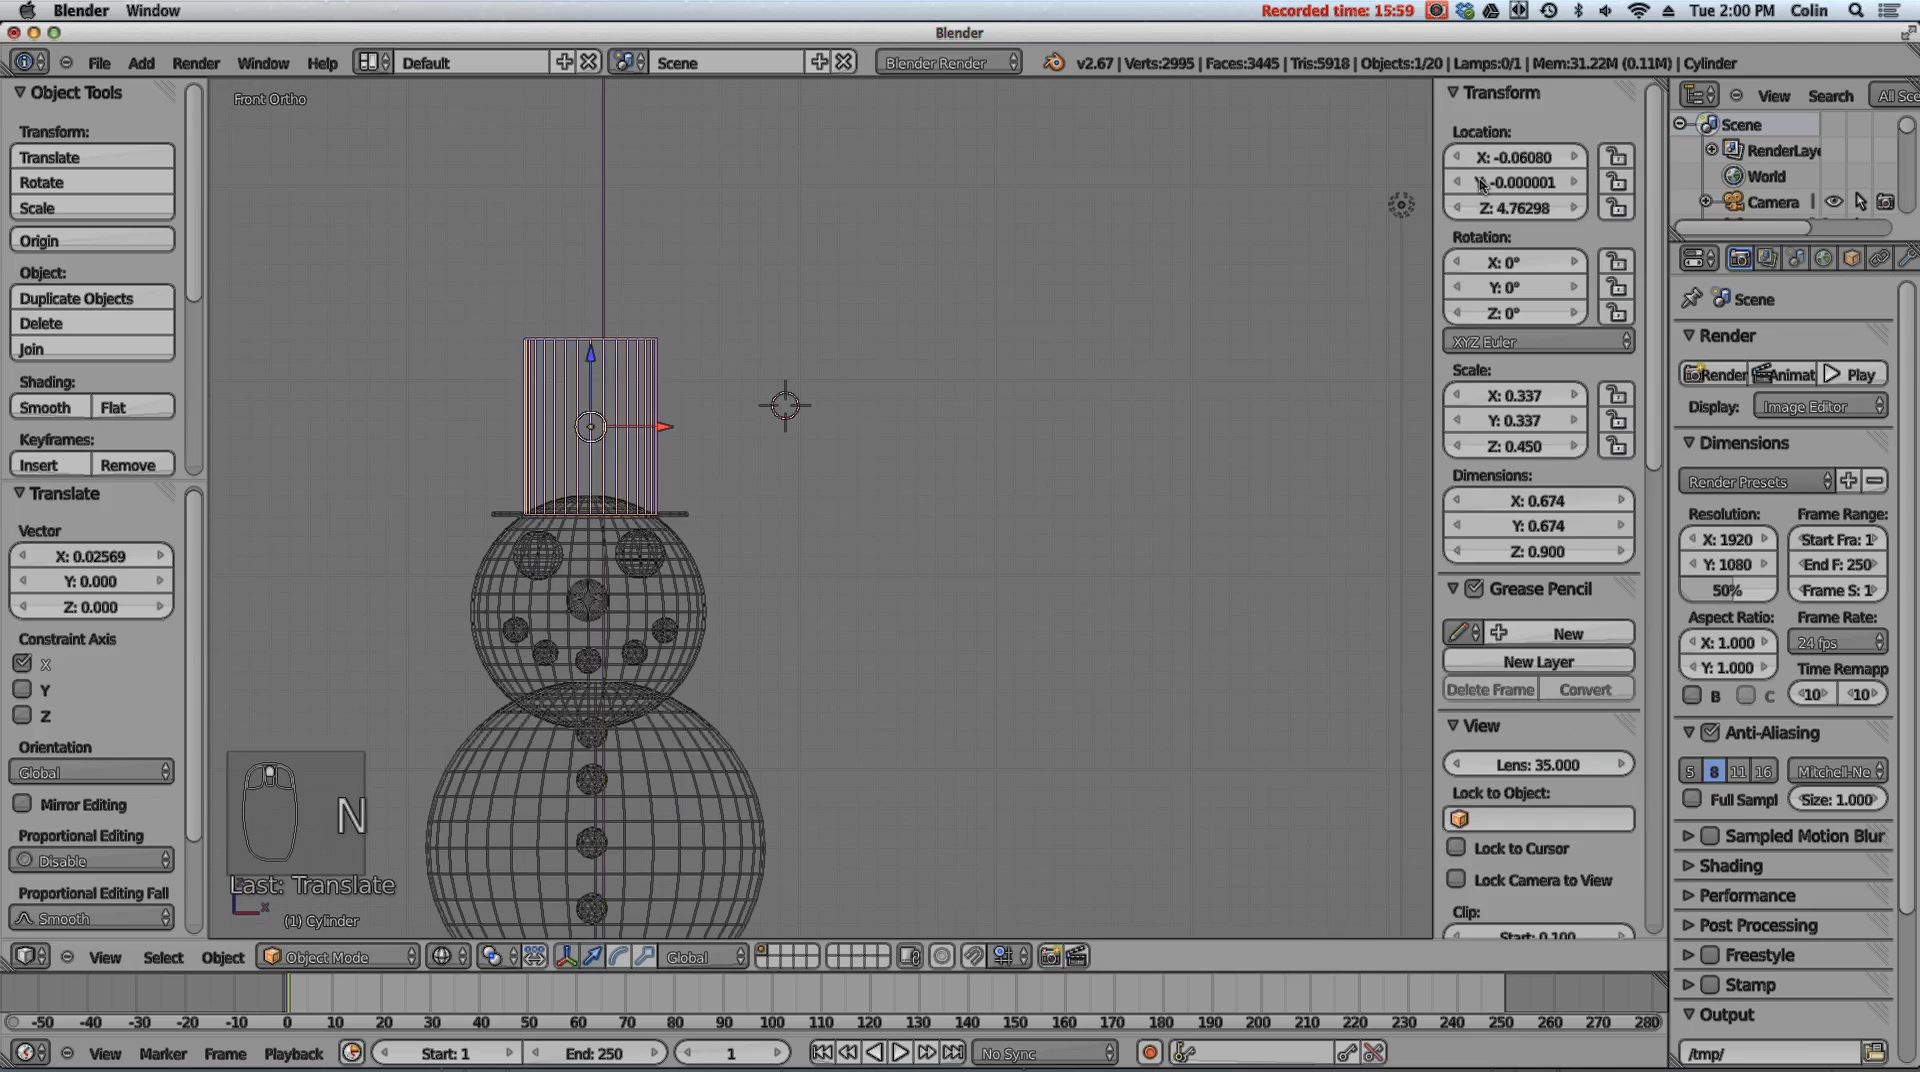 Blender Window Recorded time: 15:59 Tue 2:00 PM Colin
Blender
File Add Render Window Help Default Scene Blender Render v2.67 | Verts:2995 | Faces:3445 | Tris:5918 | Objects:1/20 | Lamps:0/1 | Mem:31.22M (0.11M) | Cylinder
Object Tools
Transform:
Translate
Rotate
Scale
Origin
Object:
Duplicate Objects
Delete
Join
Shading:
Smooth Flat
Keyframes:
Insert Remove
Translate
Vector
X: 0.02569
Y: 0.000
Z: 0.000
Constraint Axis
X
Y
Z
Orientation
Global
Mirror Editing
Proportional Editing
Disable
Proportional Editing Fall
Smooth
Front Ortho
N
Last: Translate
x
(1) Cylinder
Transform
Location:
X: -0.06080
-0.000001
Z: 4.76298
Rotation:
X: 0°
Y: 0°
Z: 0°
XYZ Euler
Scale:
X: 0.337
Y: 0.337
Z: 0.450
Dimensions:
X: 0.674
Y: 0.674
Z: 0.900
Grease Pencil
New
New Layer
Delete Frame Convert
View
Lens: 35.000
Lock to Object:
Lock to Cursor
Lock Camera to View
Clip:
Start: 0.100
View Search All Sce
Scene
RenderLaye
World
Camera
Scene
Render
Render Animat Play
Display: Image Editor
Dimensions
Render Presets
Resolution: Frame Range:
X: 1920 Start Fra: 1
Y: 1080 End F: 250
50% Frame S: 1
Aspect Ratio: Frame Rate:
X: 1.000 24 fps
Y: 1.000 Time Remapp
B C 10 10
Anti-Aliasing
5 8 11 16 Mitchell-Ne
Full Sampl Size: 1.000
Sampled Motion Blur
Shading
Performance
Post Processing
Freestyle
Stamp
Output
/tmp/
View Select Object Object Mode Global
-50 -40 -30 -20 -10 0 10 20 30 40 50 60 70 80 90 100 110 120 130 140 150 160 170 180 190 200 210 220 230 240 250 260 270 280
View Marker Frame Playback Start: 1 End: 250 1 No Sync